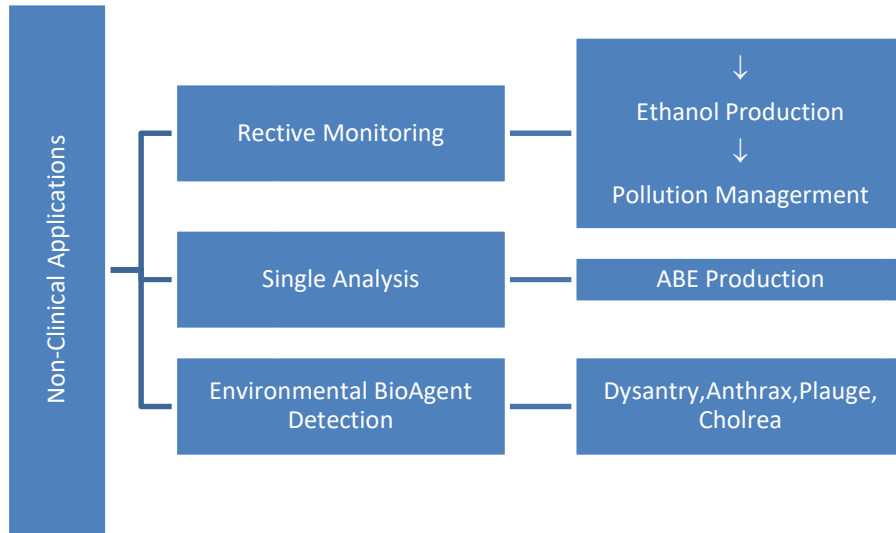 Non-Clinical Applications
Rective Monitoring
↓
Ethanol Production
↓
Pollution Managerment
Single Analysis
ABE Production
Environmental BioAgent
Detection
Dysantry,Anthrax,Plauge,
Cholrea